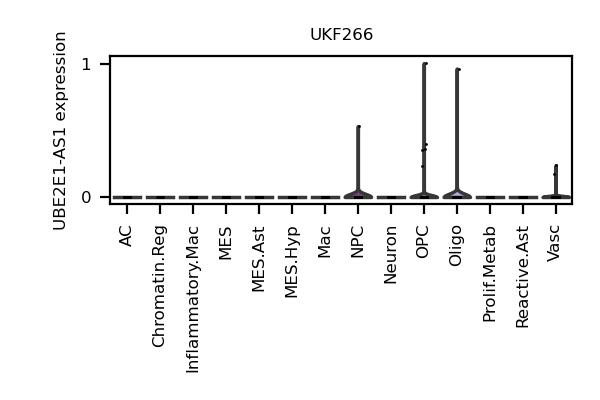 UKF266
UBE2E1-AS1 expression
1
0
AC
Chromatin.Reg
Inflammatory.Mac
MES
MES.Ast
MES.Hyp
Mac
NPC
Neuron
OPC
Oligo
Prolif.Metab
Reactive.Ast
Vasc